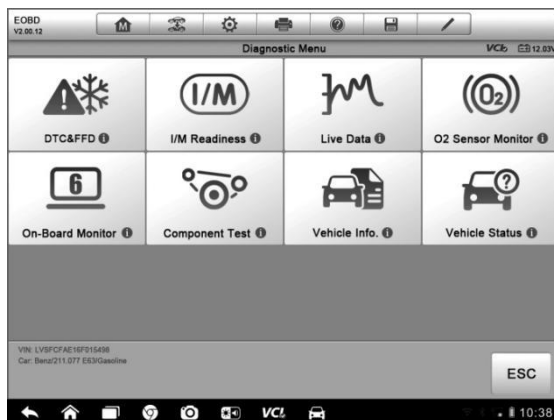 EOBD
V2.00.12
M
Diagnostic Menu
VCI 12.03V
I/M
O2
DTC&FFD i
I/M Readiness i
Live Data i
O2 Sensor Monitor i
6
?
On-Board Monitor i
Component Test i
Vehicle Info. i
Vehicle Status i
VIN: LVSFCFAE16F015498
Car: Benz/211.077 E63/Gasoline
ESC
VCI
10:38